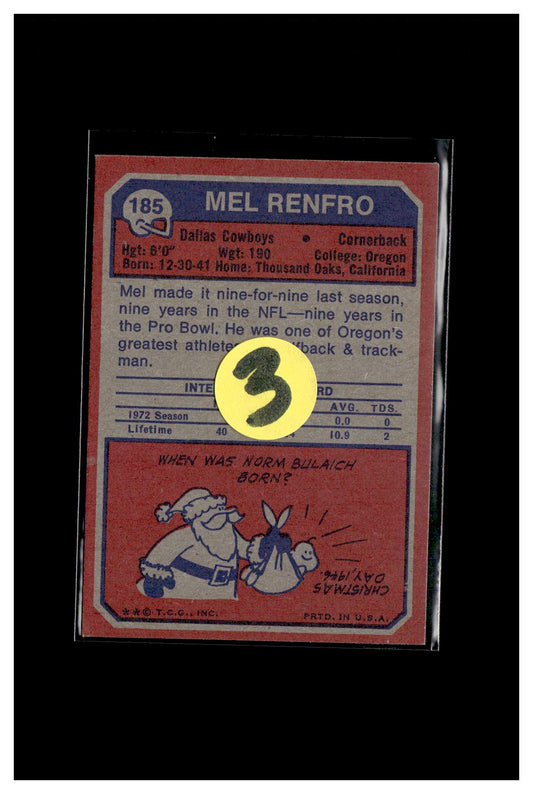 185
MEL RENFRO
Dallas Cowboys • Cornerback
Hgt: 6'0" Wgt: 190 College: Oregon
Born: 12-30-41 Home: Thousand Oaks, California
Mel made it nine-for-nine last season,
nine years in the NFL—nine years in
the Pro Bowl. He was one of Oregon's
greatest athlete
back & track-
man.
3
AVG. TDS.
1972 Season 0.0 0
Lifetime 40 10.9 2
WHEN WAS NORM BULAICH
BORN?
CHRISTMAS
DAY, 1946
**© T.C.G., INC. PRTD. IN U.S.A.